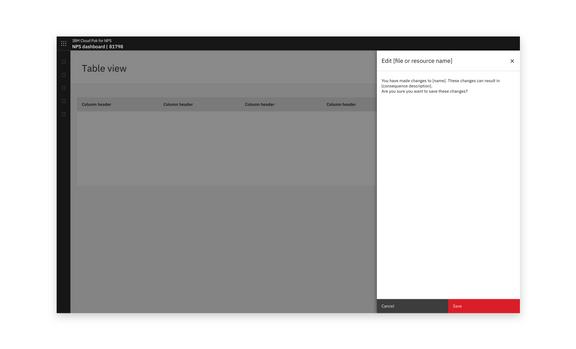 IBM Cloud Pak for NPS
NPS dashboard | 81798
Table view
Column header
Column header
Column header
Column header
Edit [file or resource name]
You have made changes to [name]. These changes can result in
[consequence description].
Are you sure you want to save these changes?
Cancel
Save